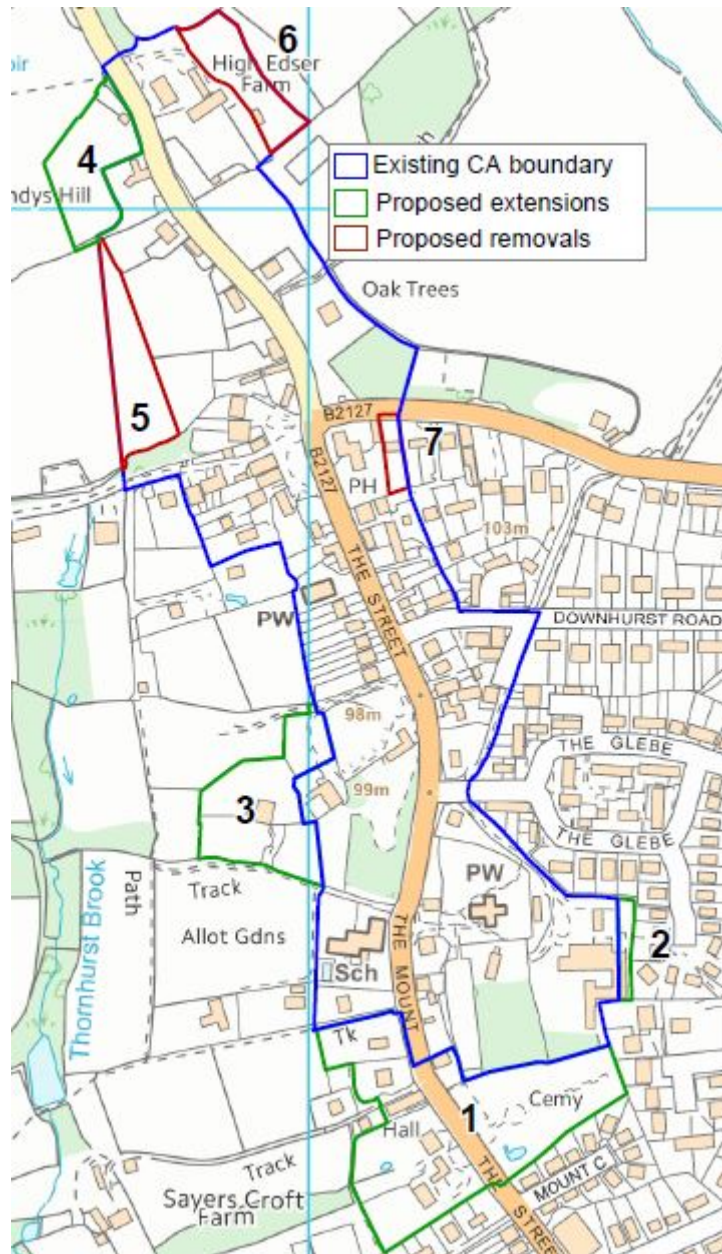 6
High Edser
Farm
oir
4
ndys Hill
Existing CA boundary
Proposed extensions
Proposed removals
Oak Trees
5
B2127
7
B2127
PH
103m
THE STREET
PW
DOWNHURST ROAD
98m
THE GLEBE
99m
3
THE GLEBE
PW
Track
Path
Allot Gdns
2
Thornhurst Brook
Sch
THE MOUNT
Tk
1
Cemy
Hall
Track
MOUNT C
Sayers Croft
Farm
THE STREE